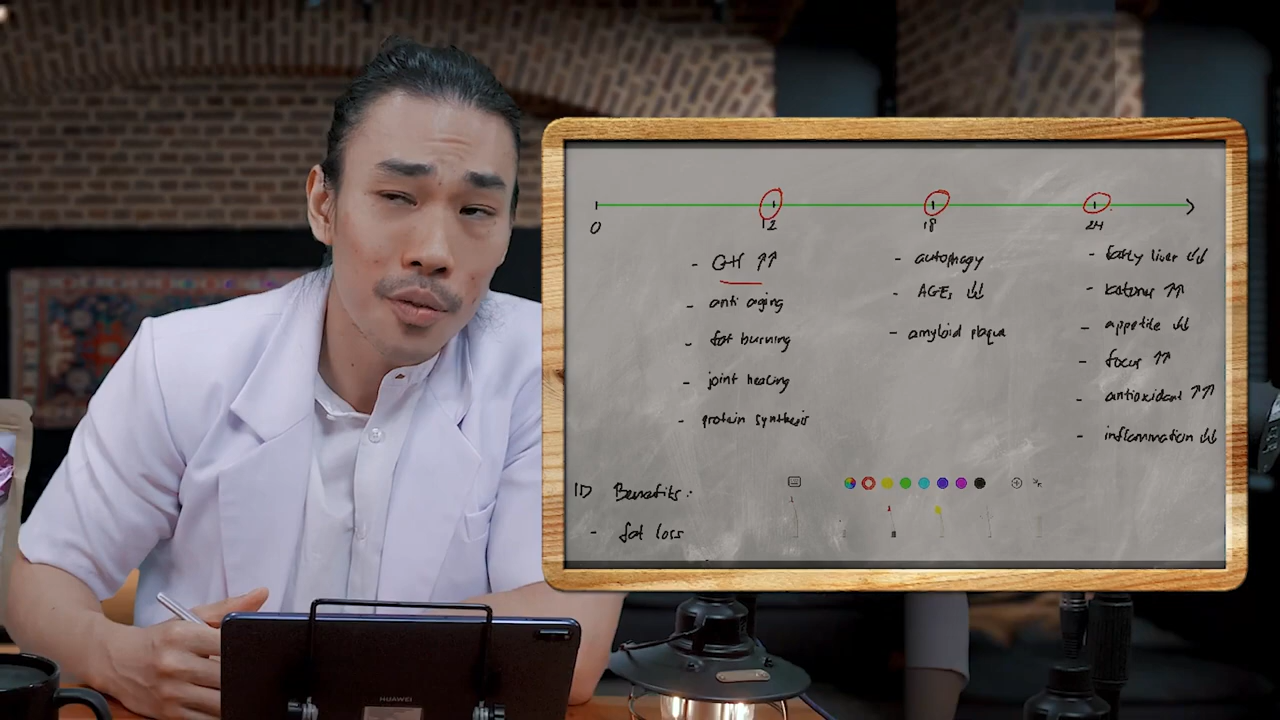 0
12
18
24
- GH ↑↑
- anti aging
- fat burning
- joint healing
- protein synthesis
- autophagy
- AGEs ↓↓
- amyloid plaque
- fatty liver ↓↓
- ketones ↑↑
- appetite ↓↓
- focus ↑↑
- antioxidant ↑↑
- inflammation ↓↓
Benefits:
- fat loss
HUAWEI